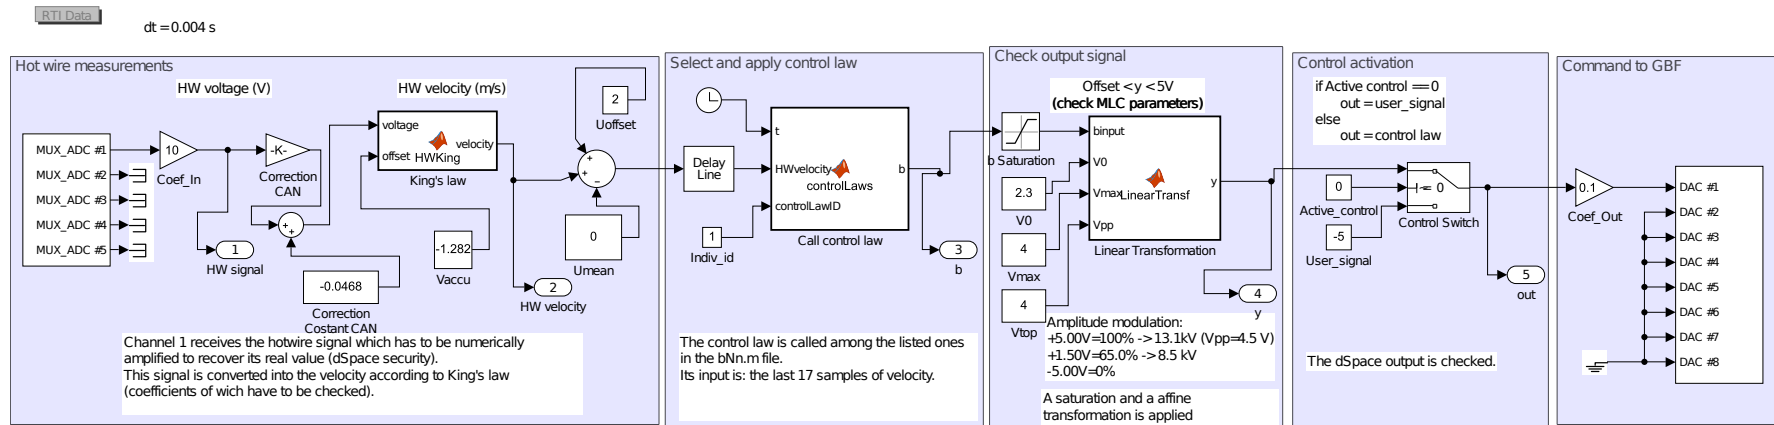 RTI Data
dt = 0.004 s
Hot wire measurements
HW voltage (V)
HW velocity (m/s)
MUX_ADC #1
MUX_ADC #2
MUX_ADC #3
MUX_ADC #4
MUX_ADC #5
10
Coef_In
-K-
Correction
CAN
+
+
1
HW signal
-0.0468
Correction
Costant CAN
voltage
offset
velocity
HWKing
King's law
-1.282
Vaccu
2
HW velocity
2
Uoffset
+
+
−
0
Umean
Channel 1 receives the hotwire signal which has to be numerically
amplified to recover its real value (dSpace security).
This signal is converted into the velocity according to King's law
(coefficients of wich have to be checked).
Select and apply control law
Delay
Line
t
HWvelocity
controlLaws
controlLawID
b
Call control law
1
Indiv_id
3
b
The control law is called among the listed ones
in the bNn.m file.
Its input is: the last 17 samples of velocity.
Check output signal
Offset < y < 5V
(check MLC parameters)
b Saturation
binput
V0
Vmax
LinearTransf
Vpp
y
Linear Transformation
2.3
V0
4
Vmax
4
Vtop
4
y
Amplitude modulation:
+5.00V=100% -> 13.1kV (Vpp=4.5 V)
+1.50V=65.0% -> 8.5 kV
-5.00V=0%
A saturation and a affine
transformation is applied
Control activation
if Active control == 0
out = user_signal
else
out = control law
0
Active_control
-5
User_signal
~= 0
Control Switch
5
out
The dSpace output is checked.
Command to GBF
0.1
Coef_Out
DAC #1
DAC #2
DAC #3
DAC #4
DAC #5
DAC #6
DAC #7
DAC #8